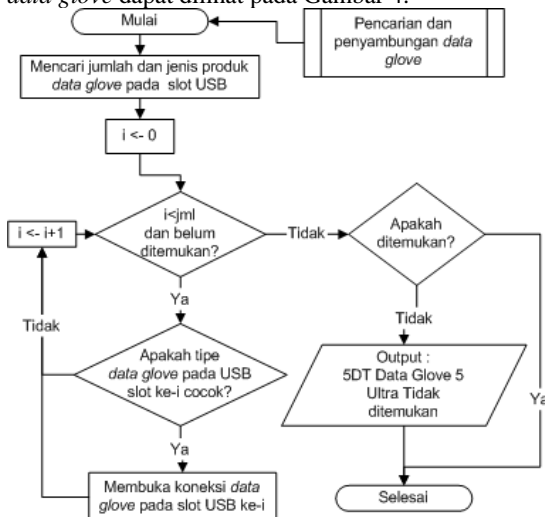 data glove dapat dilihat pada Gambar 4.
Mulai
Pencarian dan
penyambungan data
glove
Mencari jumlah dan jenis produk
data glove pada slot USB
i <- 0
i<jml
dan belum
ditemukan?
i <- i+1
Tidak
Apakah
ditemukan?
Ya
Tidak
Tidak
Apakah tipe
data glove pada USB
slot ke-i cocok?
Output :
5DT Data Glove 5
Ultra Tidak
ditemukan
Ya
Ya
Membuka koneksi data
glove pada slot USB ke-i
Selesai